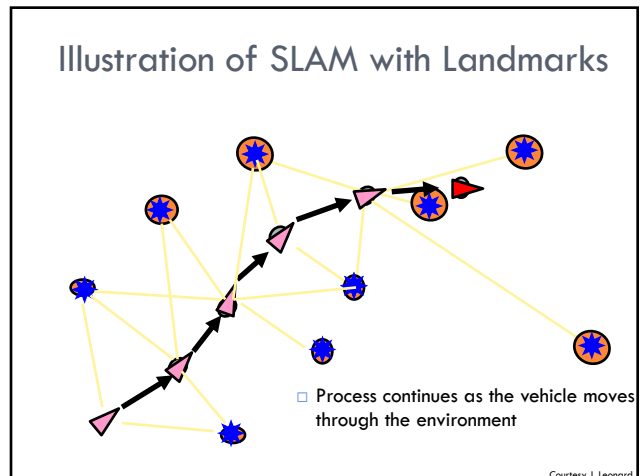 Illustration of SLAM with Landmarks
Process continues as the vehicle moves
through the environment
Courtesy J. Leonard